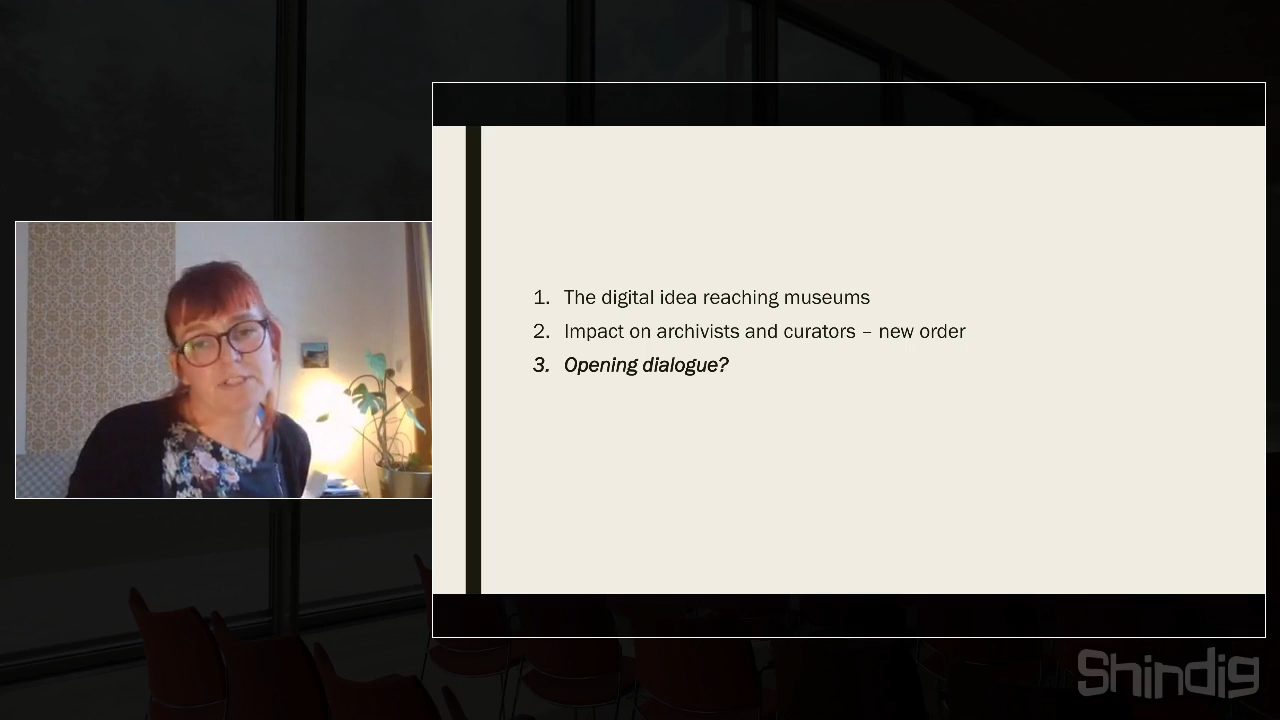 1. The digital idea reaching museums
2. Impact on archivists and curators – new order
3. Opening dialogue?
Shindig